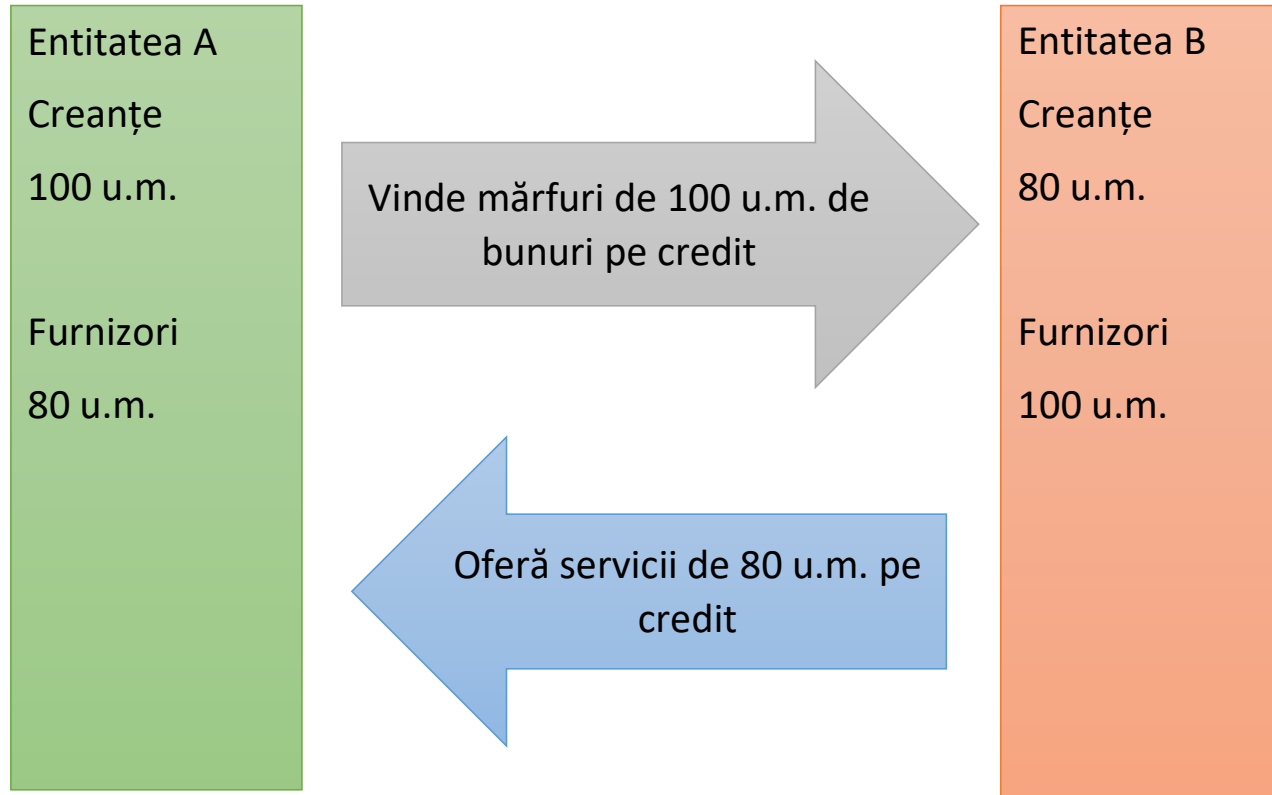 Entitatea A
Creanțe
100 u.m.
Furnizori
80 u.m.
Vinde mărfuri de 100 u.m. de
bunuri pe credit
Oferă servicii de 80 u.m. pe
credit
Entitatea B
Creanțe
80 u.m.
Furnizori
100 u.m.